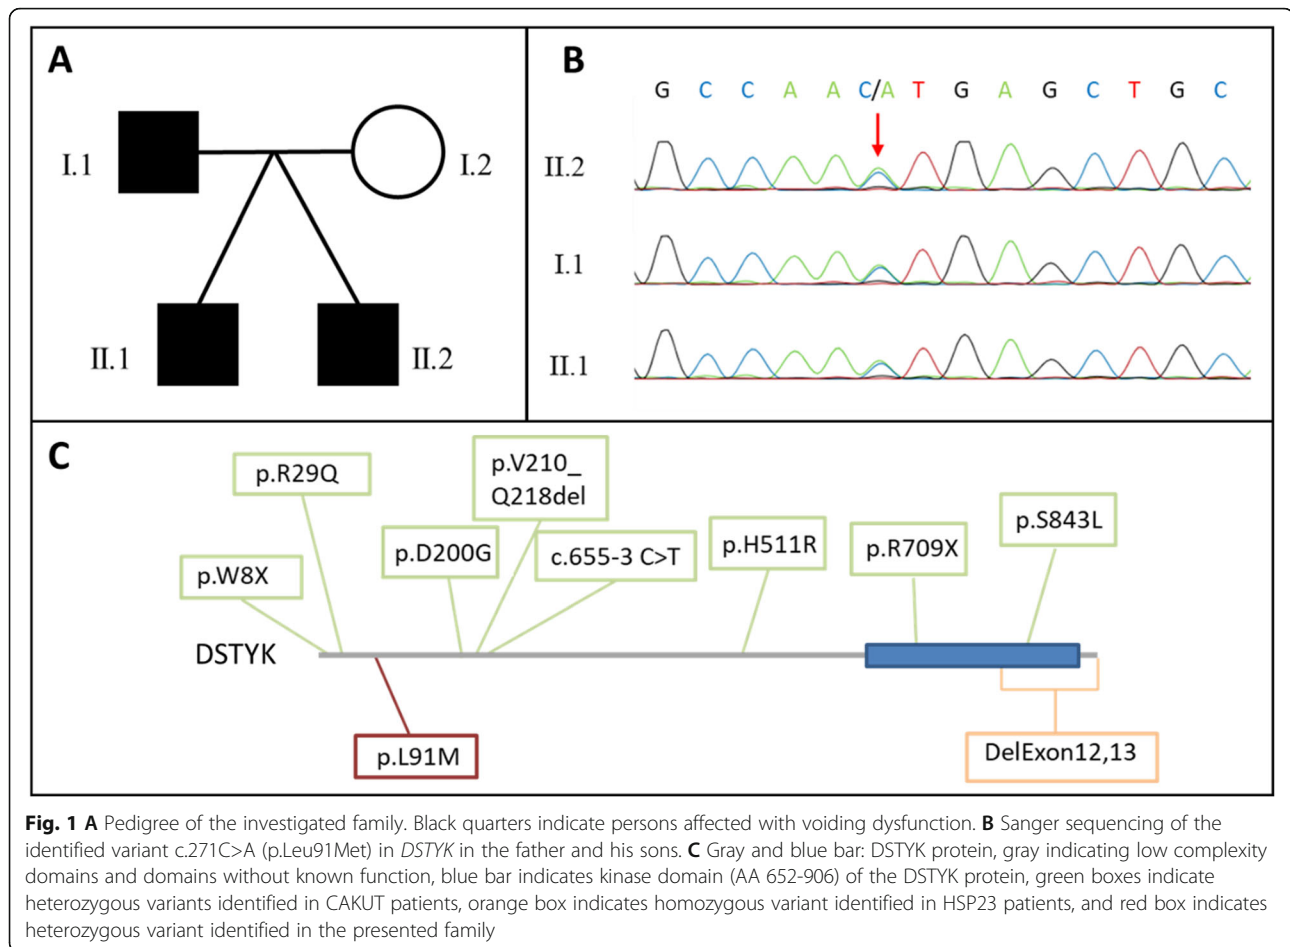 A
I.1
I.2
II.1
II.2
B
G C C A A C/A T G A G C T G C
II.2
I.1
II.1
C
p.R29Q
p.V210_
Q218del
p.S843L
p.D200G
c.655-3 C>T
p.H511R
p.R709X
p.W8X
DSTYK
p.L91M
DelExon12,13
Fig. 1 A Pedigree of the investigated family. Black quarters indicate persons affected with voiding dysfunction. B Sanger sequencing of the
identified variant c.271C>A (p.Leu91Met) in DSTYK in the father and his sons. C Gray and blue bar: DSTYK protein, gray indicating low complexity
domains and domains without known function, blue bar indicates kinase domain (AA 652-906) of the DSTYK protein, green boxes indicate
heterozygous variants identified in CAKUT patients, orange box indicates homozygous variant identified in HSP23 patients, and red box indicates
heterozygous variant identified in the presented family